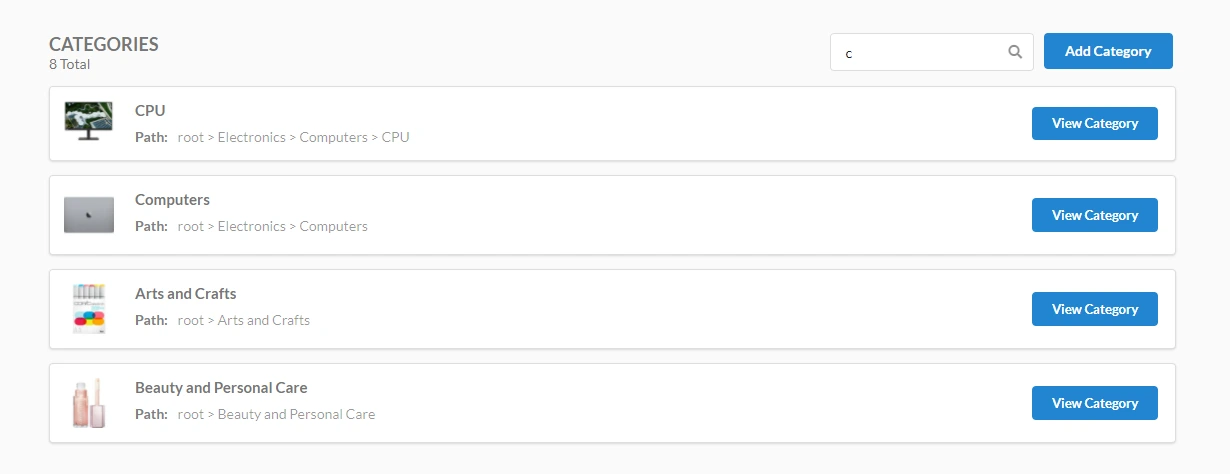 CATEGORIES
8 Total
c
Add Category
CPU
Path: root > Electronics > Computers > CPU
View Category
Computers
Path: root > Electronics > Computers
View Category
Arts and Crafts
Path: root > Arts and Crafts
View Category
Beauty and Personal Care
Path: root > Beauty and Personal Care
View Category